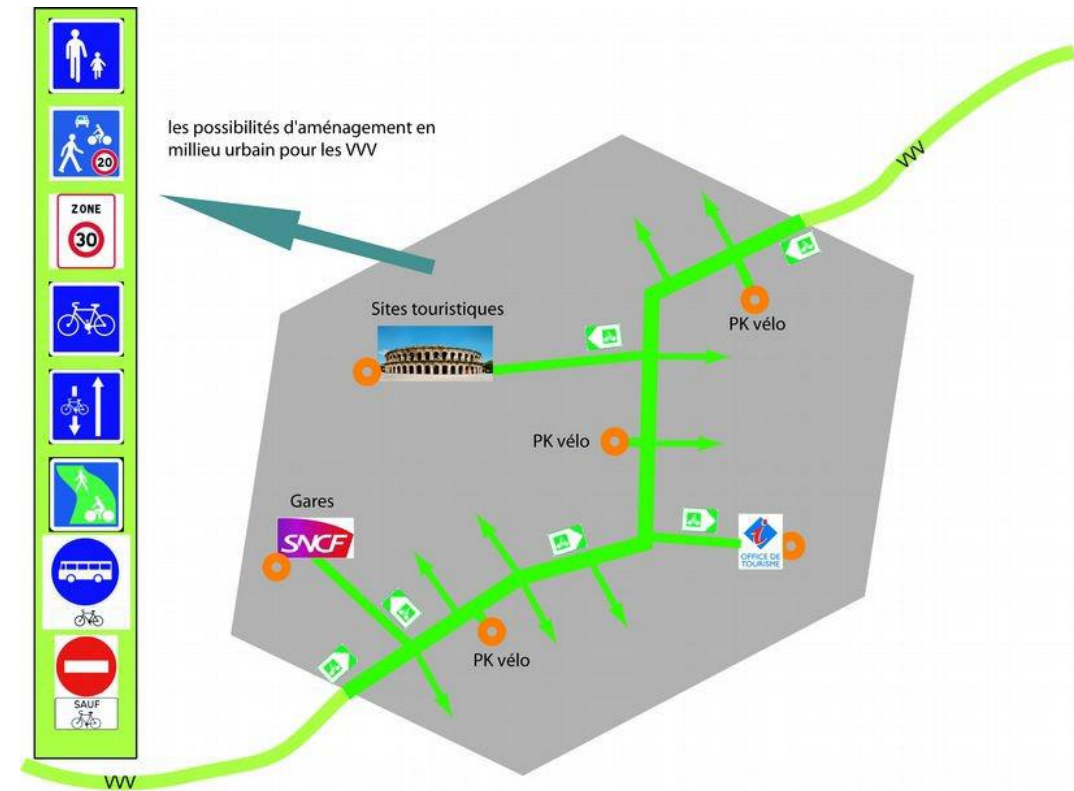 les possibilités d'aménagement en
millieu urbain pour les VVV
20
ZONE
30
SAUF
VVV
Sites touristiques
PK vélo
PK vélo
Gares
SNCF
OFFICE DE
TOURISME
PK vélo
VVV